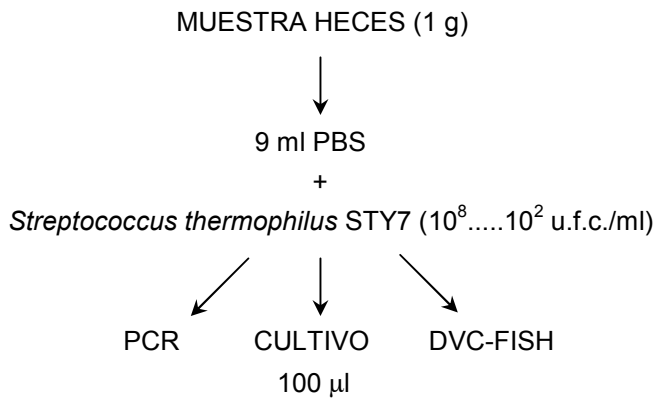 MUESTRA HECES (1 g)
9 ml PBS
+
Streptococcus thermophilus STY7 (10⁸.....10² u.f.c./ml)
PCR CULTIVO DVC-FISH
100 μl